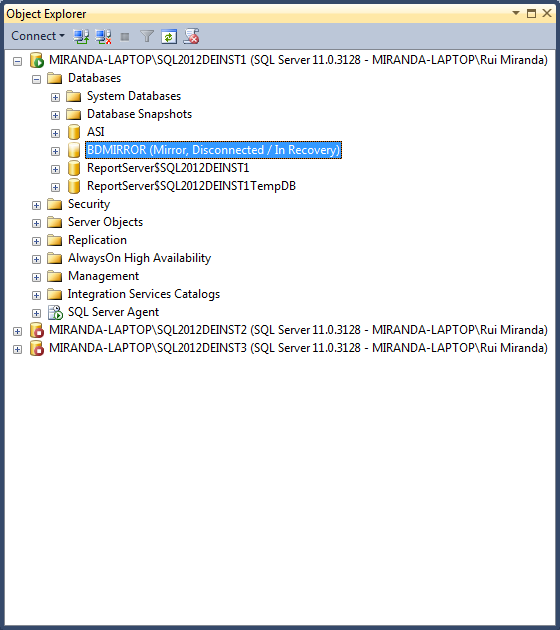 Object Explorer
Connect
MIRANDA-LAPTOP\SQL2012DEINST1 (SQL Server 11.0.3128 - MIRANDA-LAPTOP\Rui Miranda)
Databases
System Databases
Database Snapshots
ASI
BDMIRROR (Mirror, Disconnected / In Recovery)
ReportServer$SQL2012DEINST1
ReportServer$SQL2012DEINST1TempDB
Security
Server Objects
Replication
AlwaysOn High Availability
Management
Integration Services Catalogs
SQL Server Agent
MIRANDA-LAPTOP\SQL2012DEINST2 (SQL Server 11.0.3128 - MIRANDA-LAPTOP\Rui Miranda)
MIRANDA-LAPTOP\SQL2012DEINST3 (SQL Server 11.0.3128 - MIRANDA-LAPTOP\Rui Miranda)